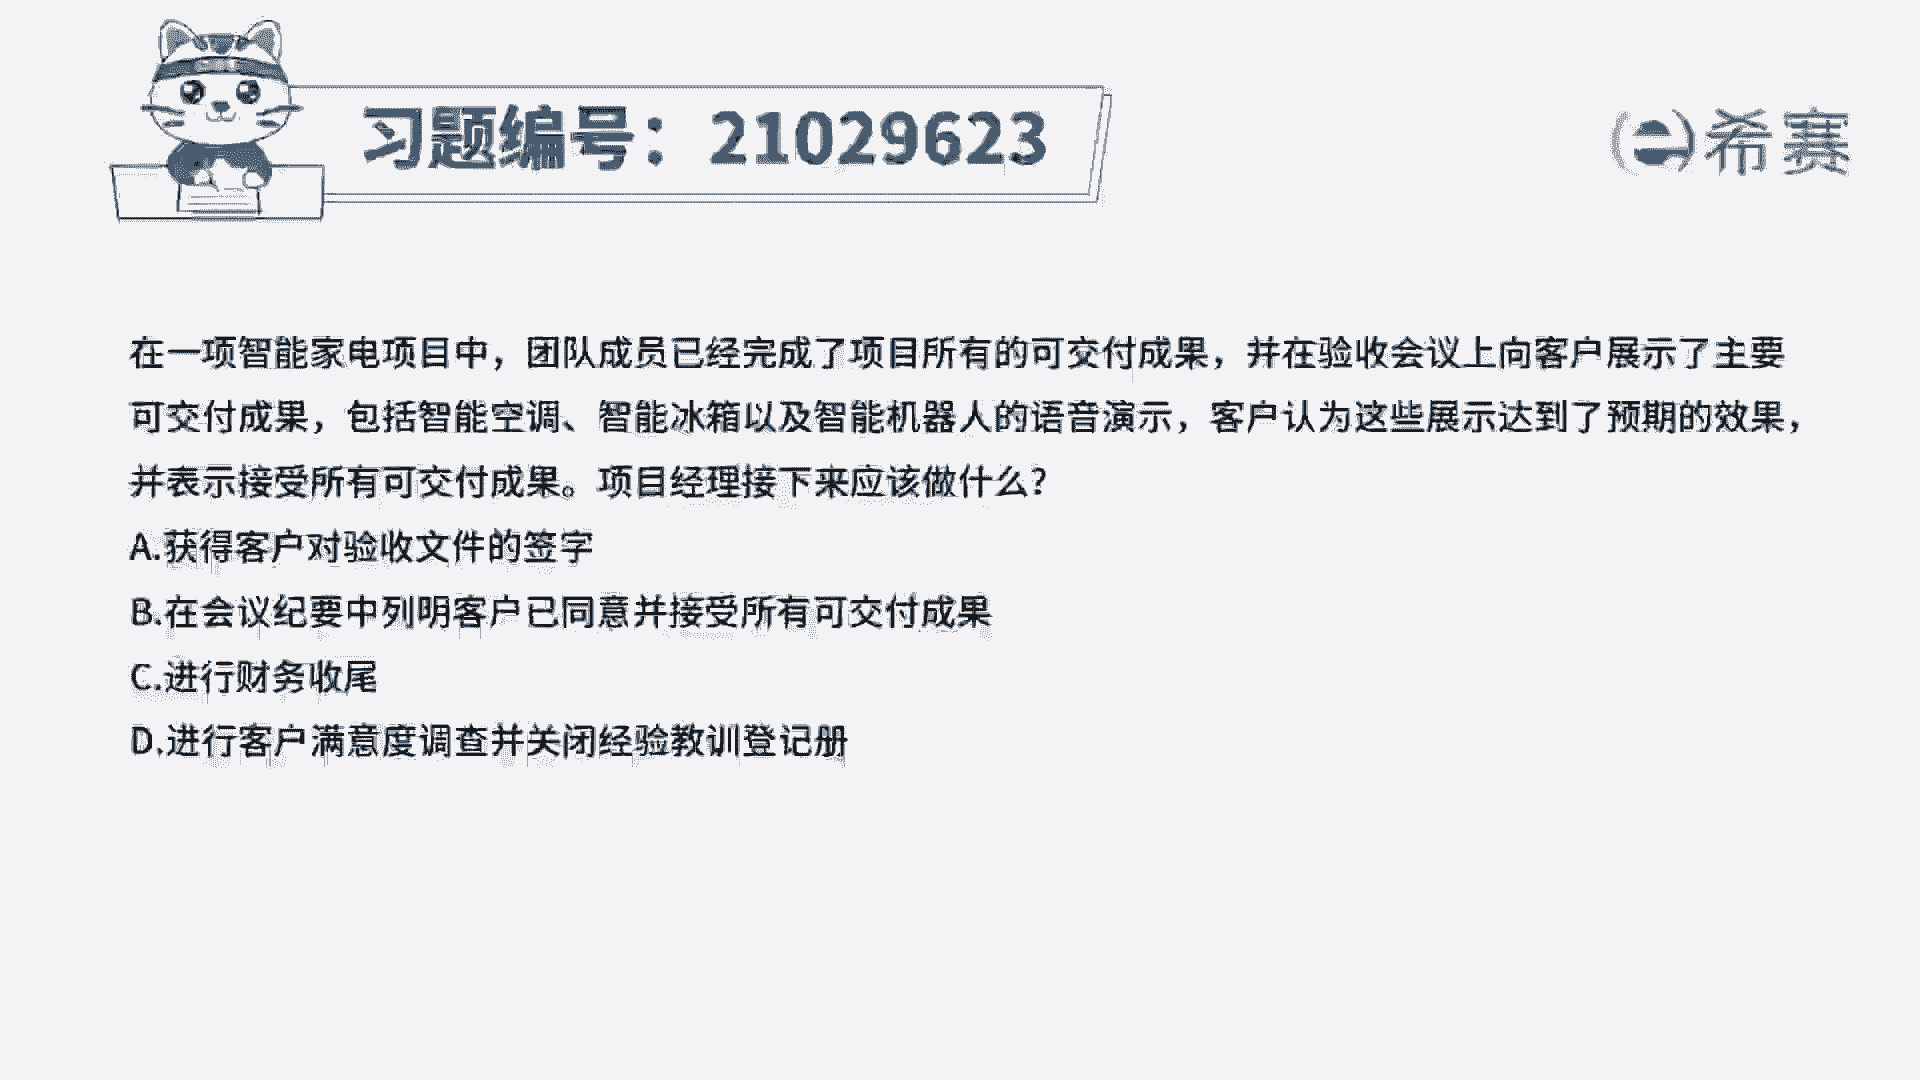 习题编号：21029623
希赛
在一项智能家电项目中，团队成员已经完成了项目所有的可交付成果，并在验收会议上向客户展示了主要
可交付成果，包括智能空调、智能冰箱以及智能机器人的语音演示，客户认为这些展示达到了预期的效果，
并表示接受所有可交付成果。项目经理接下来应该做什么？
A.获得客户对验收文件的签字
B.在会议纪要中列明客户已同意并接受所有可交付成果
C.进行财务收尾
D.进行客户满意度调查并关闭经验教训登记册